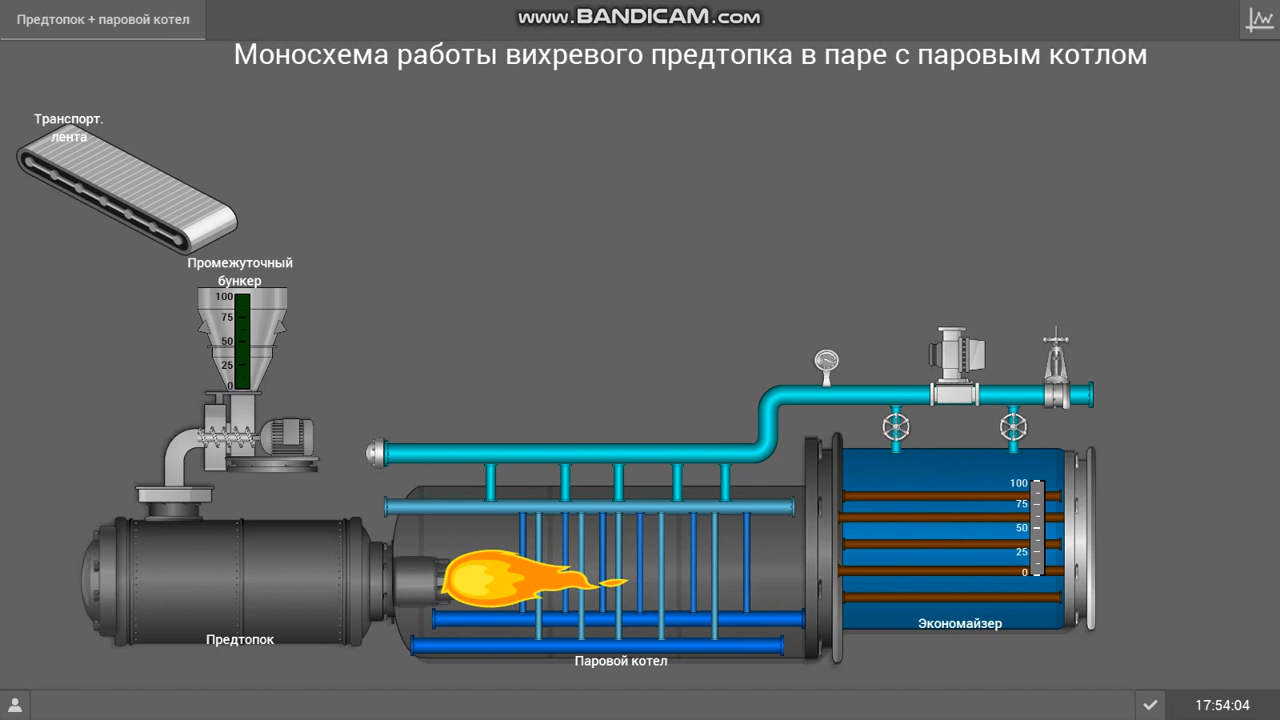 Предтопок + паровой котел
www.BANDICAM.com
Моносхема работы вихревого предтопка в паре с паровым котлом
Транспорт.
лента
Промежуточный
бункер
100
75
50
25
0
100
75
50
25
0
Экономайзер
Предтопок
Паровой котел
17:54:04